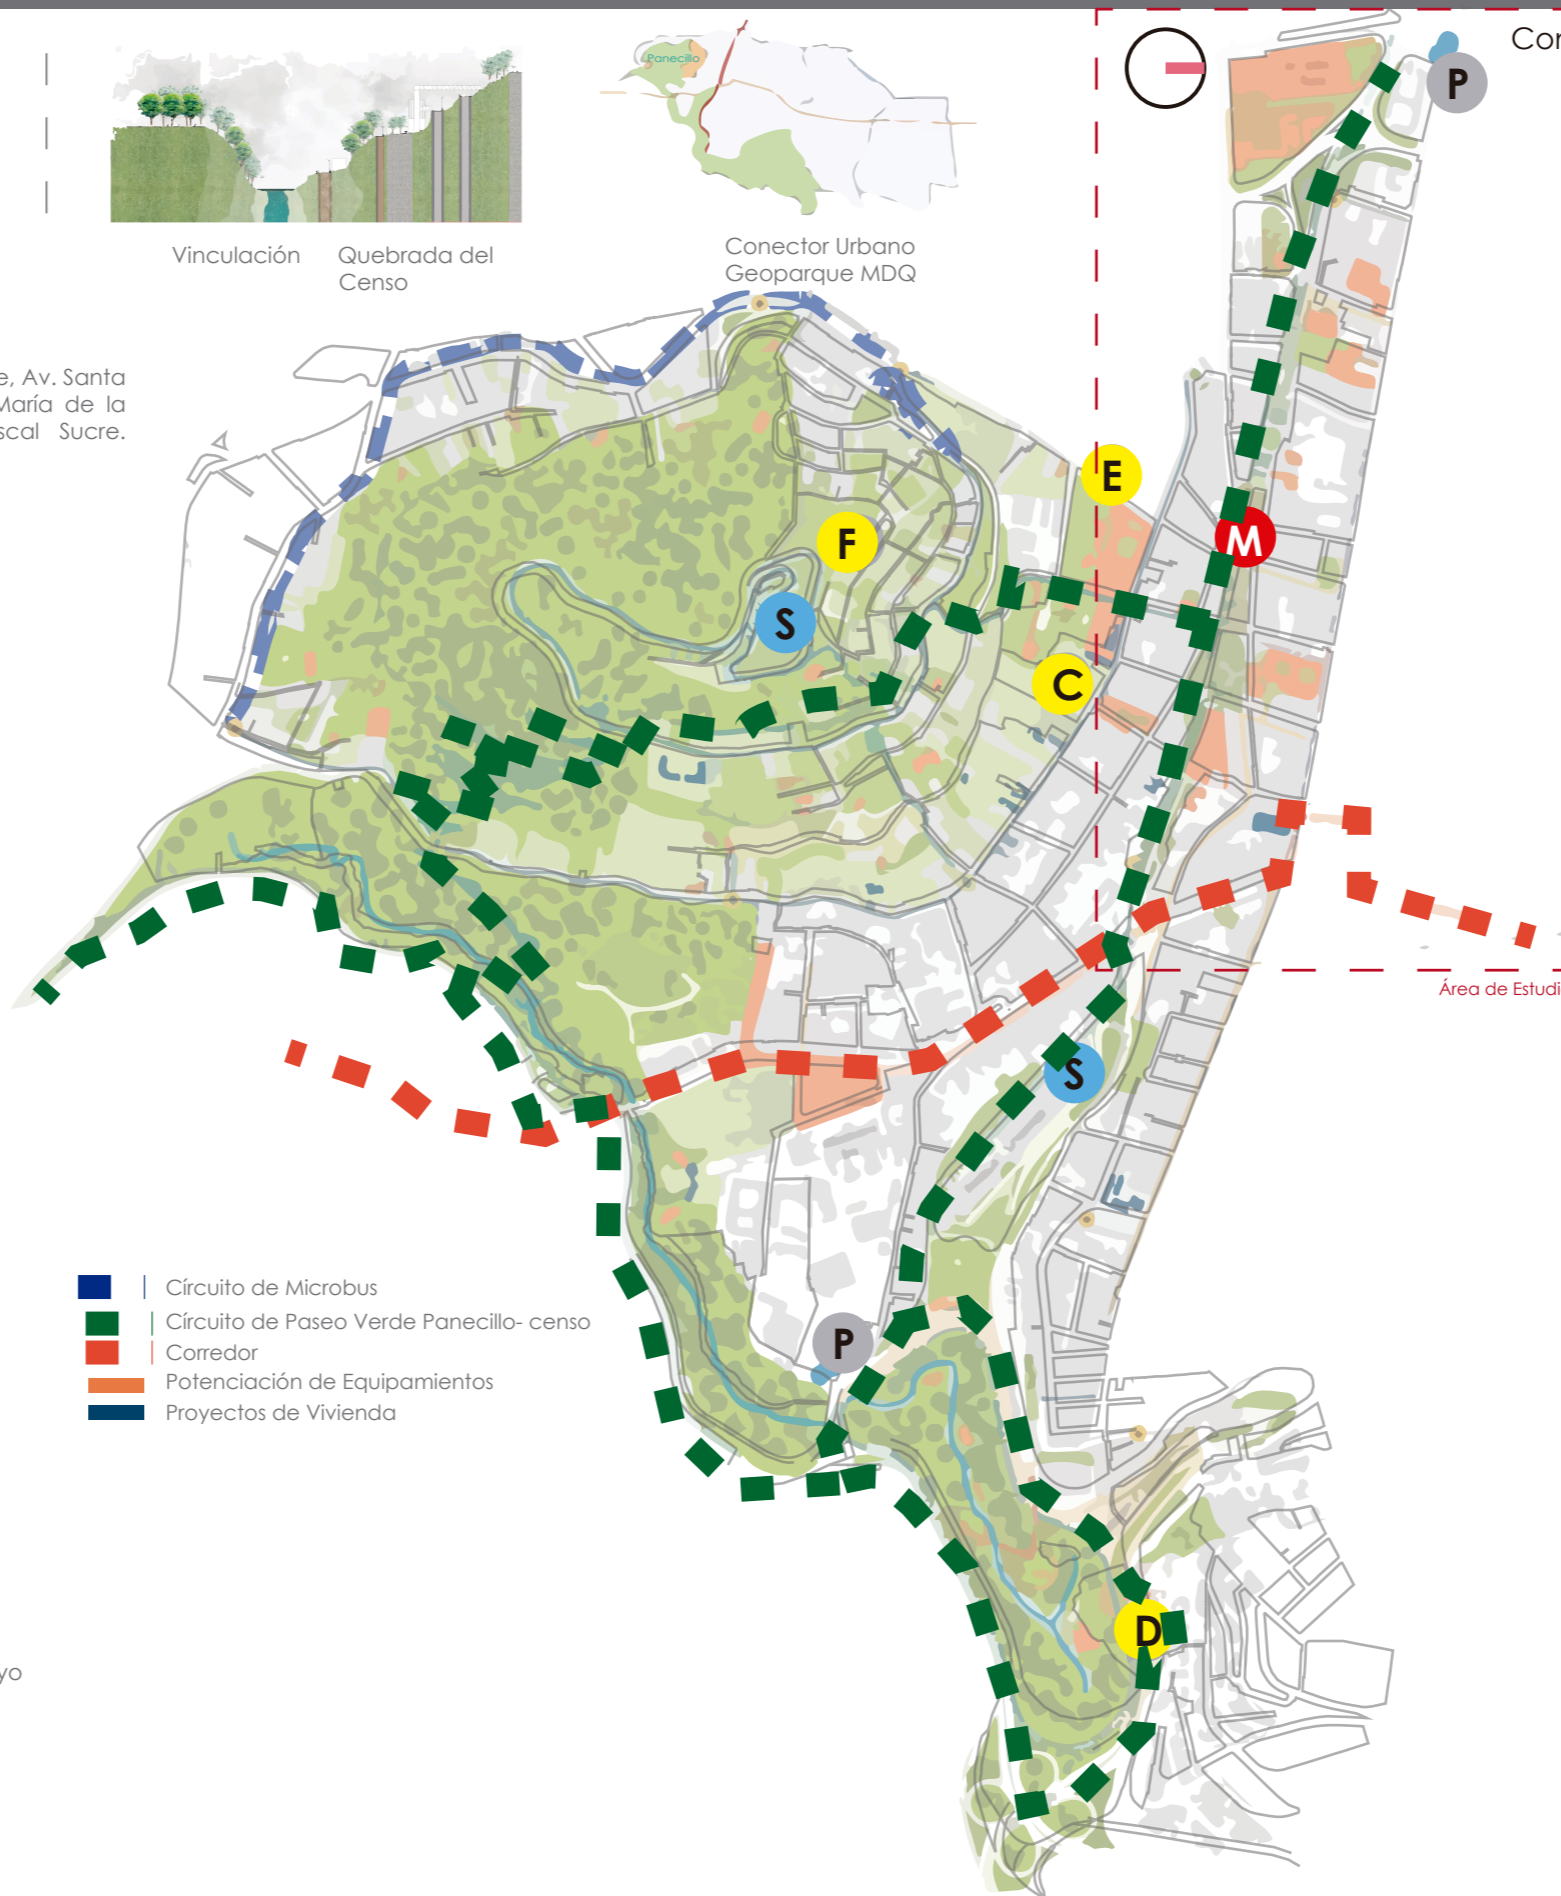 Con
P
Panecillo
Vinculación
Quebrada del
Censo
Conector Urbano
Geoparque MDQ
e, Av. Santa
María de la
scal Sucre.
E
F
M
S
C
Área de Estudi
S
Círcuito de Microbus
Círcuito de Paseo Verde Panecillo- censo
Corredor
Potenciación de Equipamientos
Proyectos de Vivienda
P
D
yo